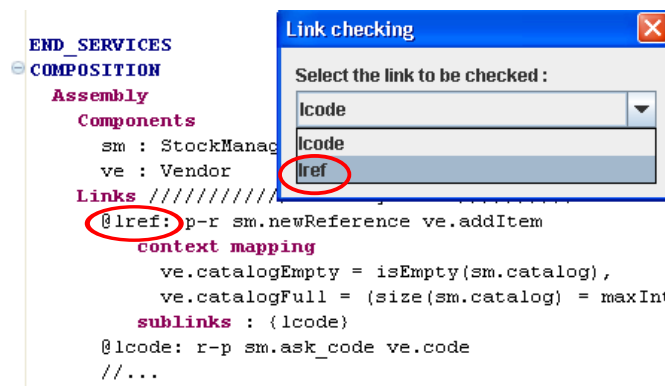 END_SERVICES
COMPOSITION
Assembly
Components
sm : StockManag
ve : Vendor
Links ////////////
@lref: p-r sm.newReference ve.addItem
context mapping
ve.catalogEmpty = isEmpty(sm.catalog),
ve.catalogFull = (size(sm.catalog) = maxInt
sublinks : {lcode}
@lcode: r-p sm.ask_code ve.code
//...
Link checking
Select the link to be checked :
lcode
lcode
lref